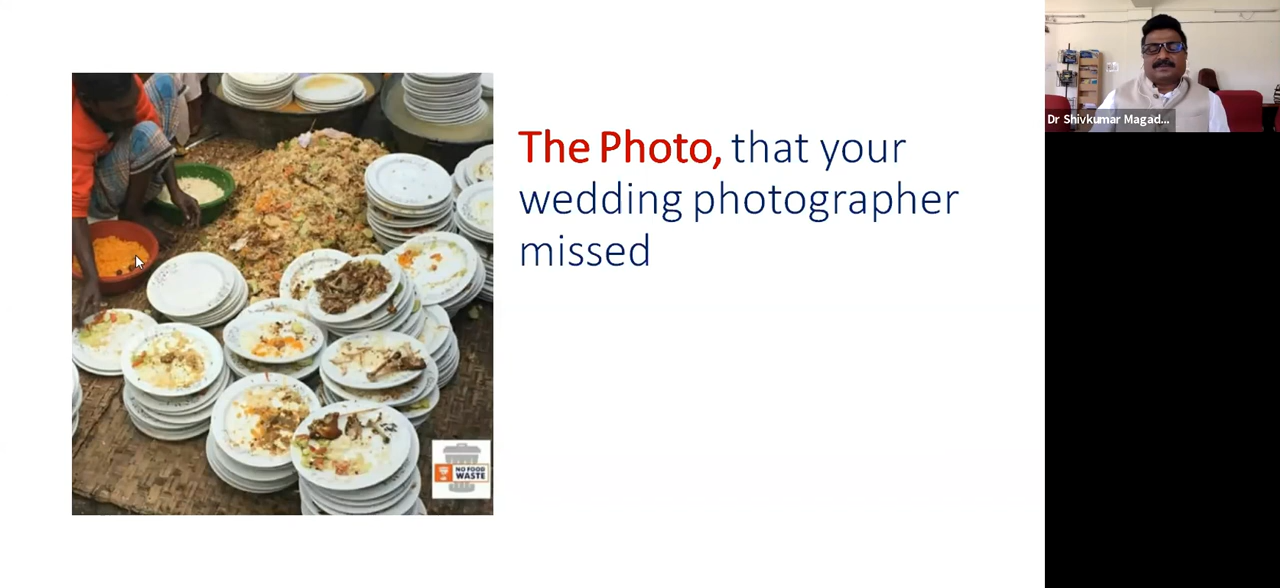 The Photo, that your
wedding photographer
missed
NO FOOD
WASTE
Dr Shivkumar Magad...